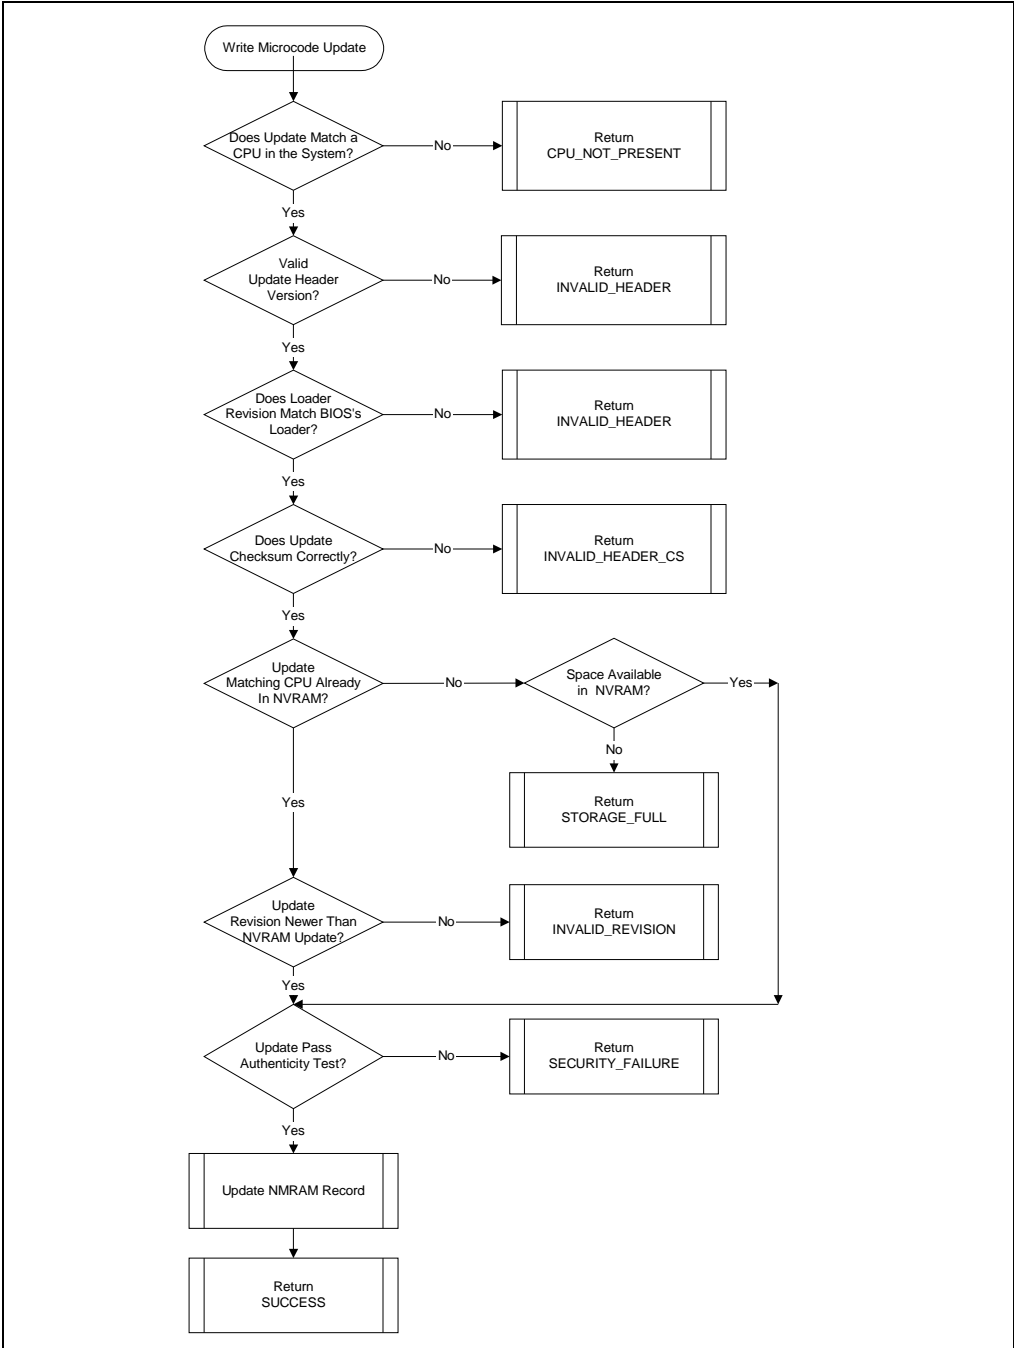 Write Microcode Update
Does Update Match a
CPU in the System?
No
Return
CPU_NOT_PRESENT
Yes
Valid
Update Header
Version?
No
Return
INVALID_HEADER
Yes
Does Loader
Revision Match BIOS's
Loader?
No
Return
INVALID_HEADER
Yes
Does Update
Checksum Correctly?
No
Return
INVALID_HEADER_CS
Yes
Update
Matching CPU Already
In NVRAM?
No
Space Available
in NVRAM?
Yes
No
Return
STORAGE_FULL
Yes
Update
Revision Newer Than
NVRAM Update?
No
Return
INVALID_REVISION
Yes
Update Pass
Authenticity Test?
No
Return
SECURITY_FAILURE
Yes
Update NMRAM Record
Return
SUCCESS